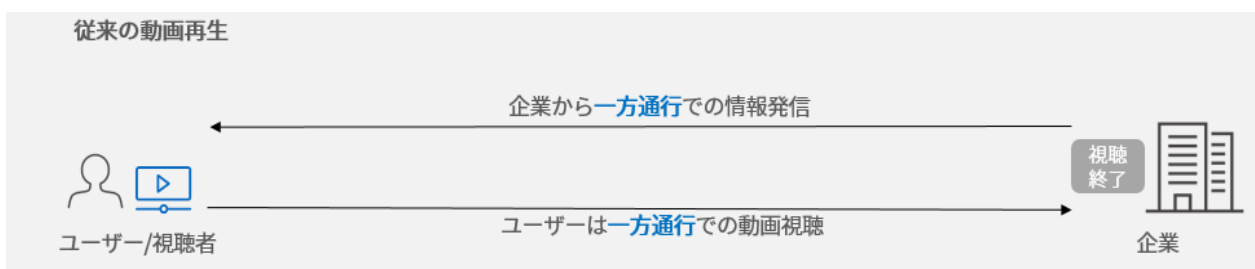 従来の動画再生
企業から一方通行での情報発信
視聴
終了
ユーザーは一方通行での動画視聴
ユーザー/視聴者
企業